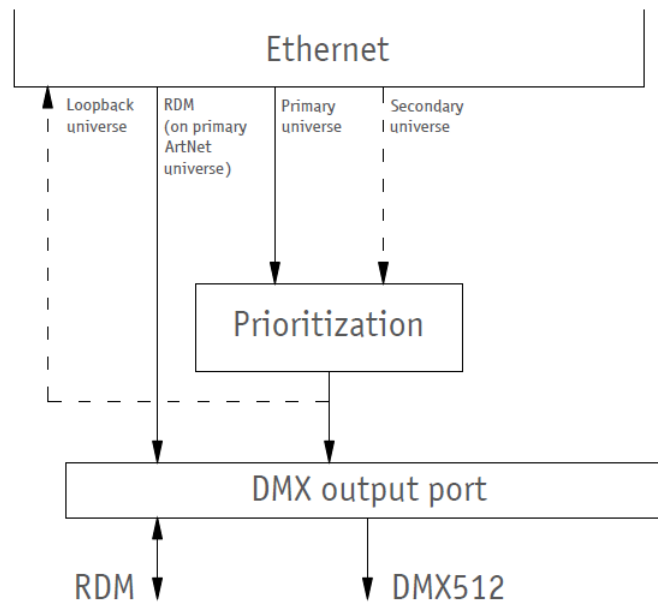 Ethernet
Loopback
universe
RDM
(on primary
ArtNet
universe)
Primary
universe
Secondary
universe
Prioritization
DMX output port
RDM
DMX512